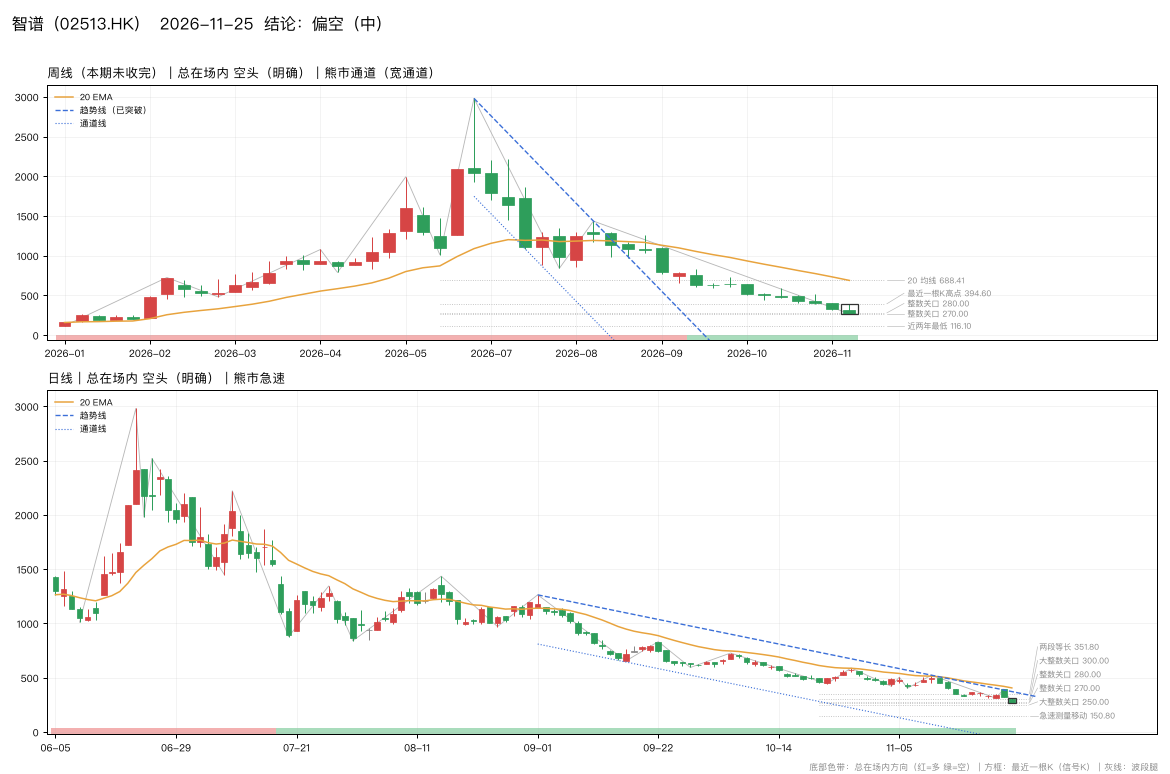 智谱（02513.HK） 2026-11-25 结论：偏空（中）
周线（本期未收完）｜总在场内 空头（明确）｜熊市通道（宽通道）
20 EMA
趋势线（已突破）
通道线
3000
2500
2000
1500
1000
500
0
20 均线 688.41
最近一根K高点 394.60
整数关口 280.00
整数关口 270.00
近两年最低 116.10
2026-01 2026-02 2026-03 2026-04 2026-05 2026-06 2026-07 2026-08 2026-09 2026-10 2026-11
日线｜总在场内 空头（明确）｜熊市急速
20 EMA
趋势线
通道线
3000
2500
2000
1500
1000
500
0
两段等长 351.80
大整数关口 300.00
整数关口 280.00
整数关口 270.00
大整数关口 250.00
急速测量移动 150.80
06-05 06-29 07-21 08-11 09-01 09-22 10-14 11-05
底部色带：总在场内方向（红=多 绿=空）｜方框：最近一根K（信号K）｜灰线：波段腿